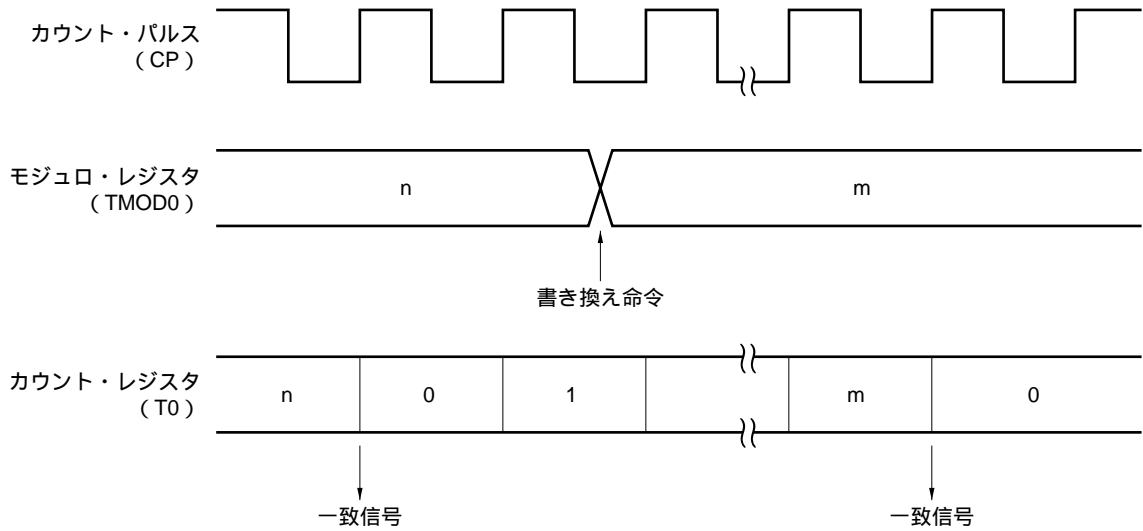 カウント・パルス
（CP）
モジュロ・レジスタ
（TMOD0）
n
m
書き換え命令
カウント・レジスタ
（T0）
n
0
1
m
0
一致信号
一致信号